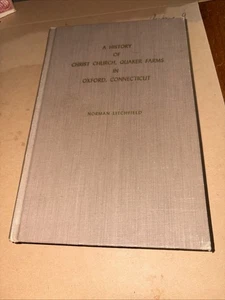 A HISTORY
OF
CHRIST CHURCH, QUAKER FARMS
IN
OXFORD, CONNECTICUT
NORMAN LITCHFIELD